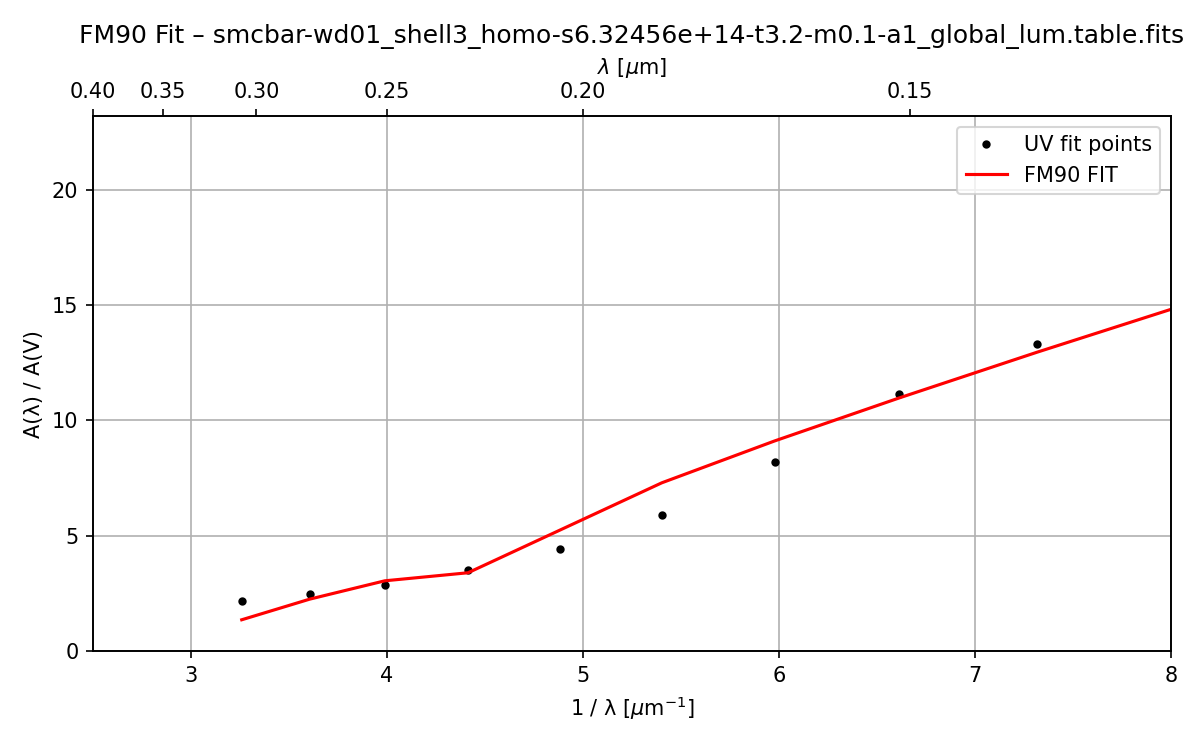 FM90 Fit – smcbar-wd01_shell3_homo-s6.32456e+14-t3.2-m0.1-a1_global_lum.table.fits
λ [μm]
0.40 0.35 0.30 0.25 0.20 0.15
UV fit points
FM90 FIT
20
15
10
5
0
A(λ) / A(V)
3 4 5 6 7 8
1 / λ [μm⁻¹]